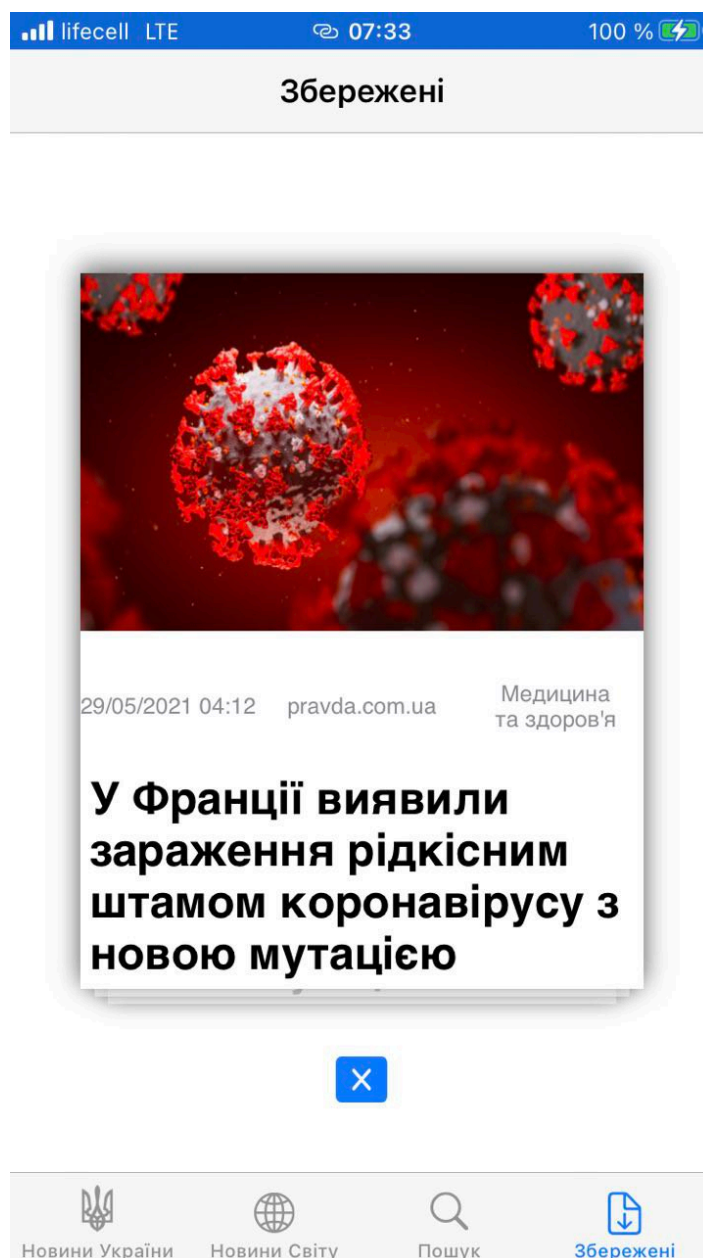 lifecell LTE 07:33 100 %
Збережені
29/05/2021 04:12 pravda.com.ua Медицина
та здоров'я
У Франції виявили
зараження рідкісним
штамом коронавірусу з
новою мутацією
Новини України Новини Світу Пошук Збережені